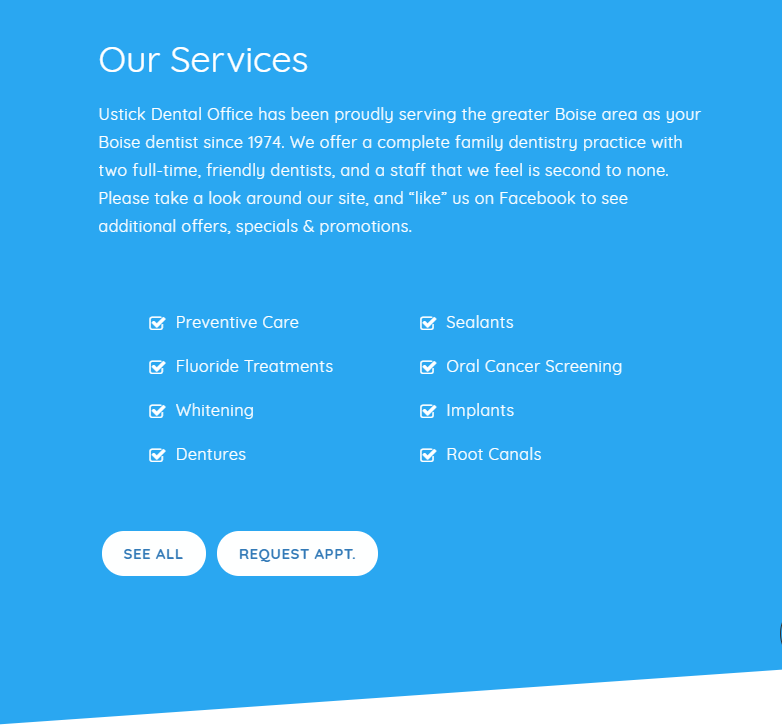 Our Services
Ustick Dental Office has been proudly serving the greater Boise area as your
Boise dentist since 1974. We offer a complete family dentistry practice with
two full-time, friendly dentists, and a staff that we feel is second to none.
Please take a look around our site, and “like” us on Facebook to see
additional offers, specials & promotions.
Preventive Care
Sealants
Fluoride Treatments
Oral Cancer Screening
Whitening
Implants
Dentures
Root Canals
SEE ALL
REQUEST APPT.